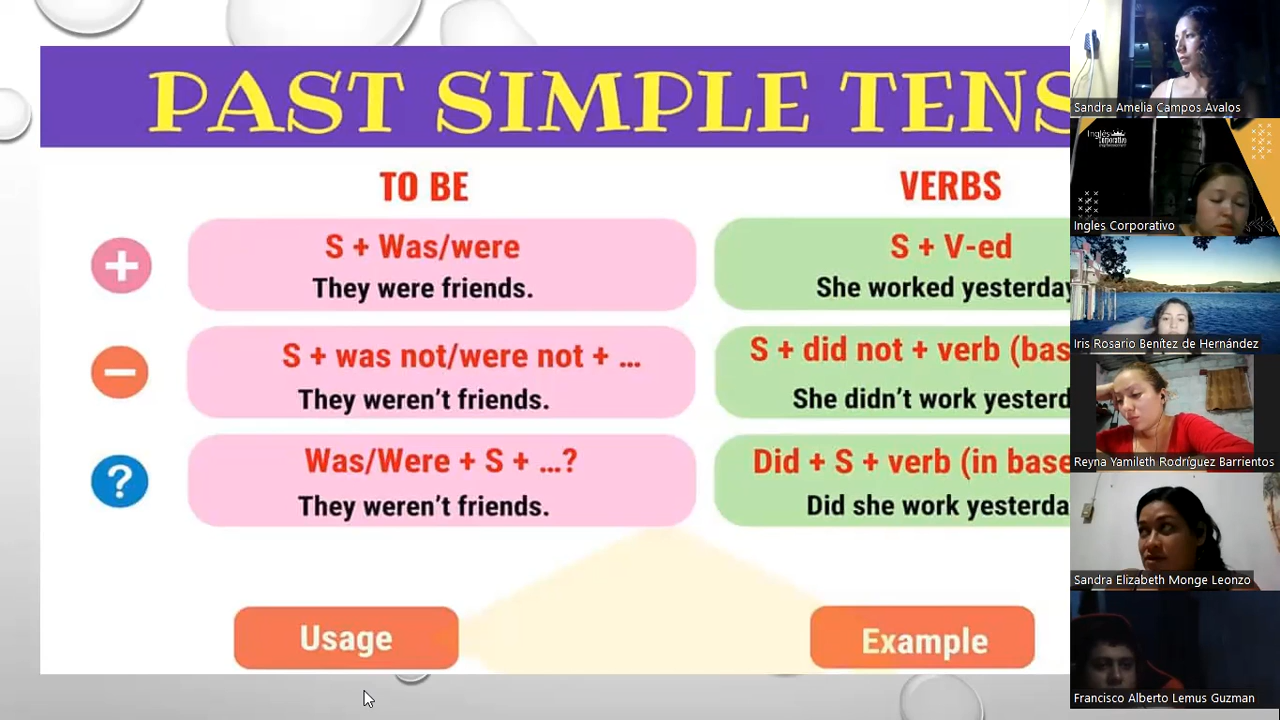 PAST SIMPLE TENS
TO BE
VERBS
S + Was/were
They were friends.
S + V-ed
She worked yesterday
S + was not/were not + ...
They weren't friends.
S + did not + verb (bas
She didn't work yesterd
Was/Were + S + ...?
They weren't friends.
Did + S + verb (in base
Did she work yesterda
Usage
Example
Sandra Amelia Campos Avalos
Inglés
Corporativo
Ingles Corporativo
Iris Rosario Benítez de Hernández
Reyna Yamileth Rodríguez Barrientos
Sandra Elizabeth Monge Leonzo
Francisco Alberto Lemus Guzman